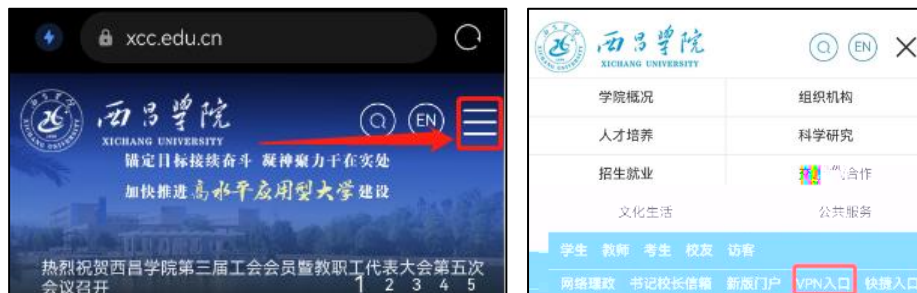 xcc.edu.cn
西昌学院
XICHANG UNIVERSITY
EN
锚定目标接续奋斗 凝神聚力干在实处
加快推进高水平应用型大学建设
热烈祝贺西昌学院第三届工会会员暨教职工代表大会第五次
会议召开
1 2 3 4 5
西昌学院
XICHANG UNIVERSITY
EN
学院概况 组织机构
人才培养 科学研究
招生就业 合作
文化生活 公共服务
学生 教师 考生 校友 访客
网络理政 书记校长信箱 新版门户 VPN入口 快捷入口